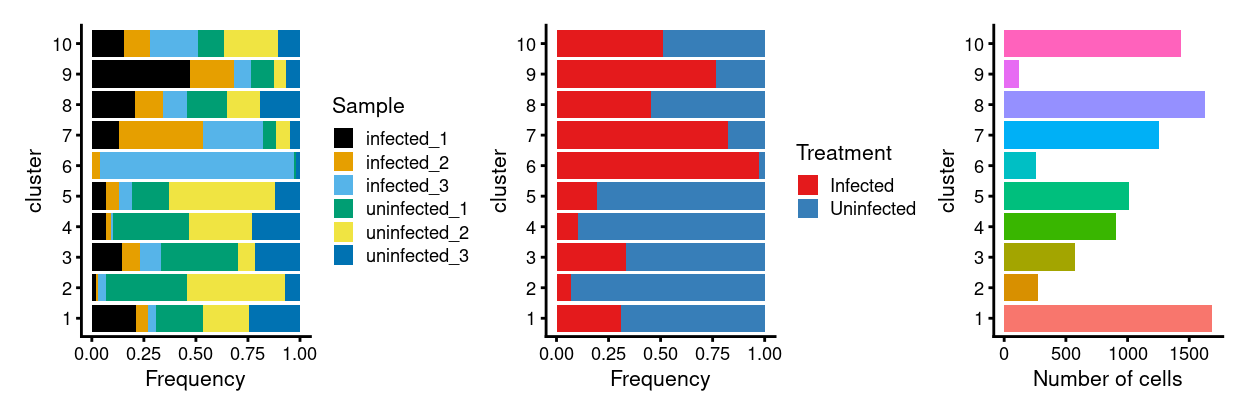 10
9
8
7
6
5
4
3
2
1
cluster
0.00 0.25 0.50 0.75 1.00
Frequency
Sample
infected_1
infected_2
infected_3
uninfected_1
uninfected_2
uninfected_3
10
9
8
7
6
5
4
3
2
1
cluster
0.00 0.25 0.50 0.75 1.00
Frequency
Treatment
Infected
Uninfected
10
9
8
7
6
5
4
3
2
1
cluster
0 500 1000 1500
Number of cells